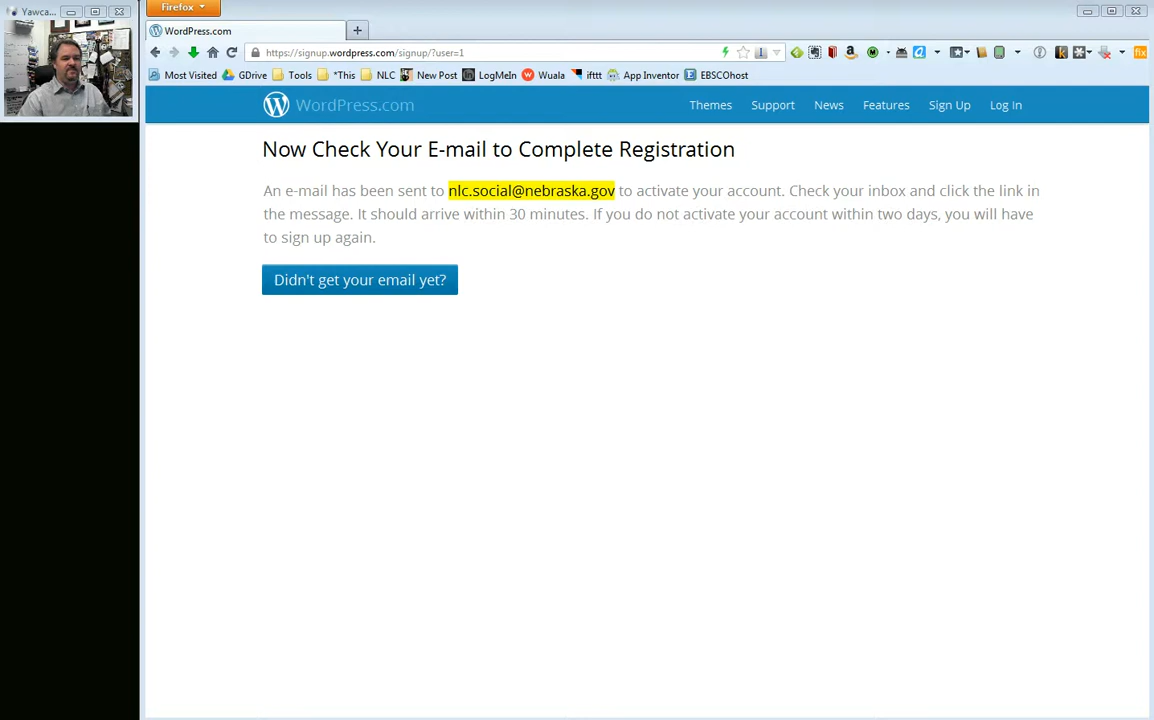 Yawca...
Firefox
WordPress.com
https://signup.wordpress.com/signup/?user=1
Most Visited GDrive Tools *This NLC New Post LogMeIn Wuala ifttt App Inventor EBSCOhost
WordPress.com Themes Support News Features Sign Up Log In
Now Check Your E-mail to Complete Registration
An e-mail has been sent to nlc.social@nebraska.gov to activate your account. Check your inbox and click the link in
the message. It should arrive within 30 minutes. If you do not activate your account within two days, you will have
to sign up again.
Didn't get your email yet?